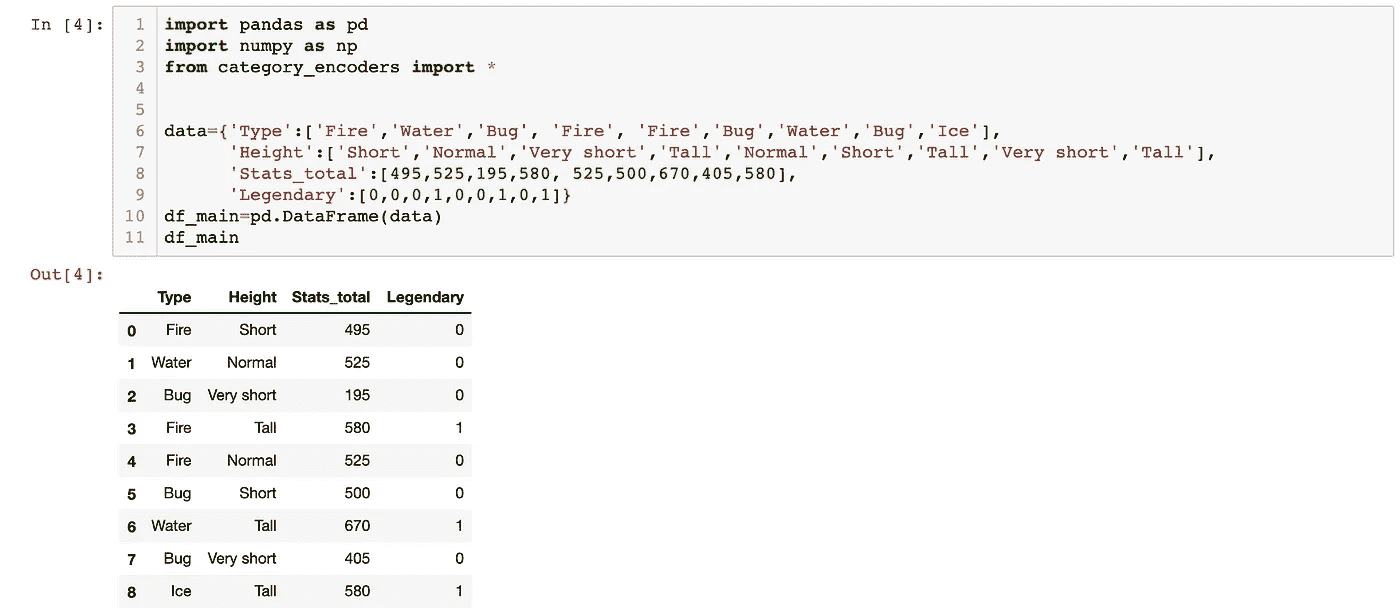 In [4]:
1 import pandas as pd
2 import numpy as np
3 from category_encoders import *
4
5
6 data={'Type':['Fire','Water','Bug', 'Fire', 'Fire','Bug','Water','Bug','Ice'],
7 'Height':['Short','Normal','Very short','Tall','Normal','Short','Tall','Very short','Tall'],
8 'Stats_total':[495,525,195,580, 525,500,670,405,580],
9 'Legendary':[0,0,0,1,0,0,1,0,1]}
10 df_main=pd.DataFrame(data)
11 df_main
Out[4]:
Type Height Stats_total Legendary
0 Fire Short 495 0
1 Water Normal 525 0
2 Bug Very short 195 0
3 Fire Tall 580 1
4 Fire Normal 525 0
5 Bug Short 500 0
6 Water Tall 670 1
7 Bug Very short 405 0
8 Ice Tall 580 1